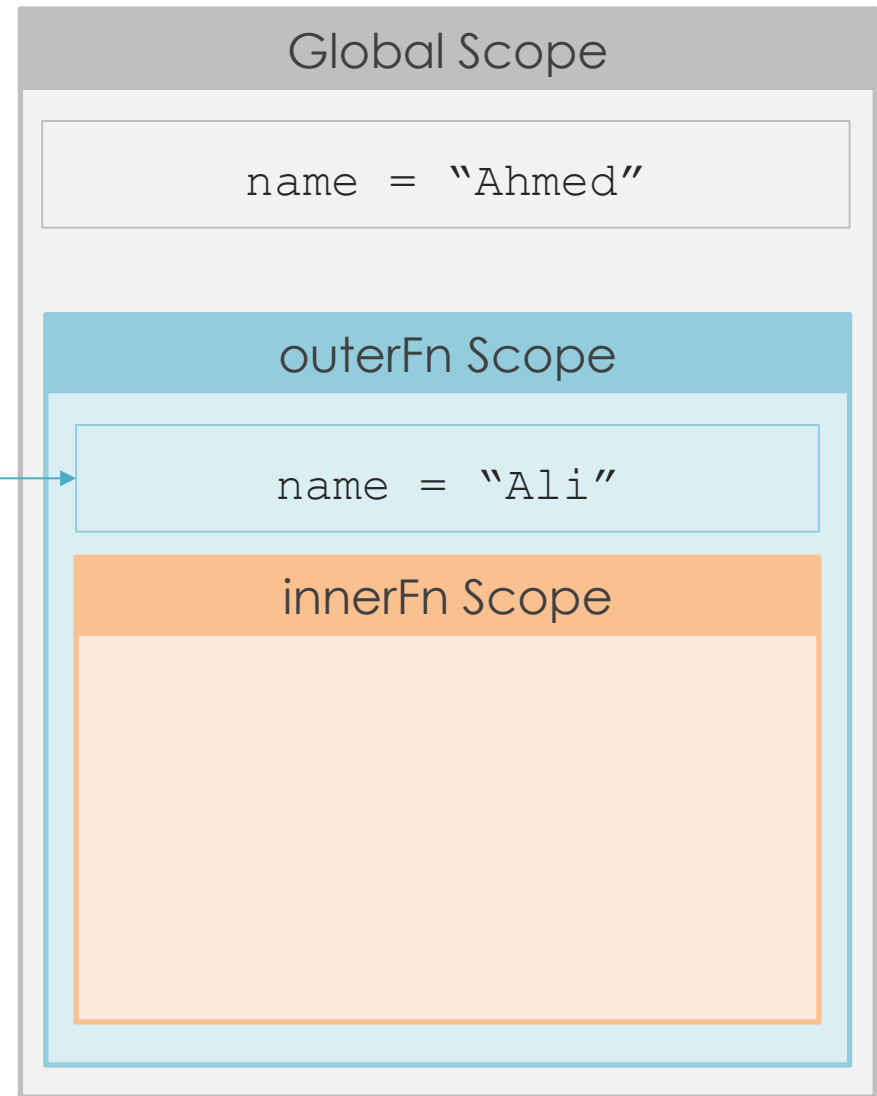 Global Scope
name = “Ahmed”
outerFn Scope
name = “Ali”
innerFn Scope